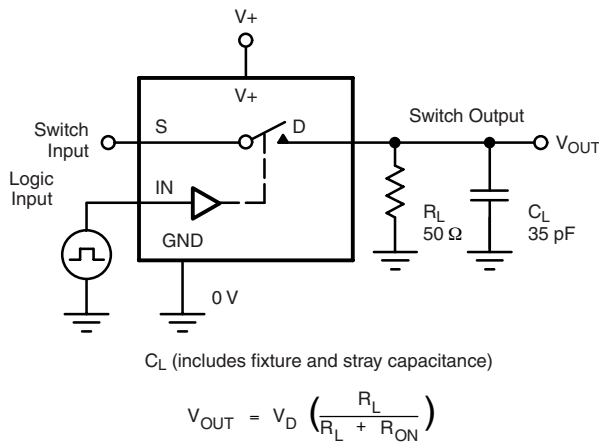 V+
V+
Switch Input
S
D
Switch Output
V_OUT
Logic Input
IN
GND
R_L
50 Ω
C_L
35 pF
0 V
C_L (includes fixture and stray capacitance)
V_OUT = V_D (R_L / (R_L + R_ON))